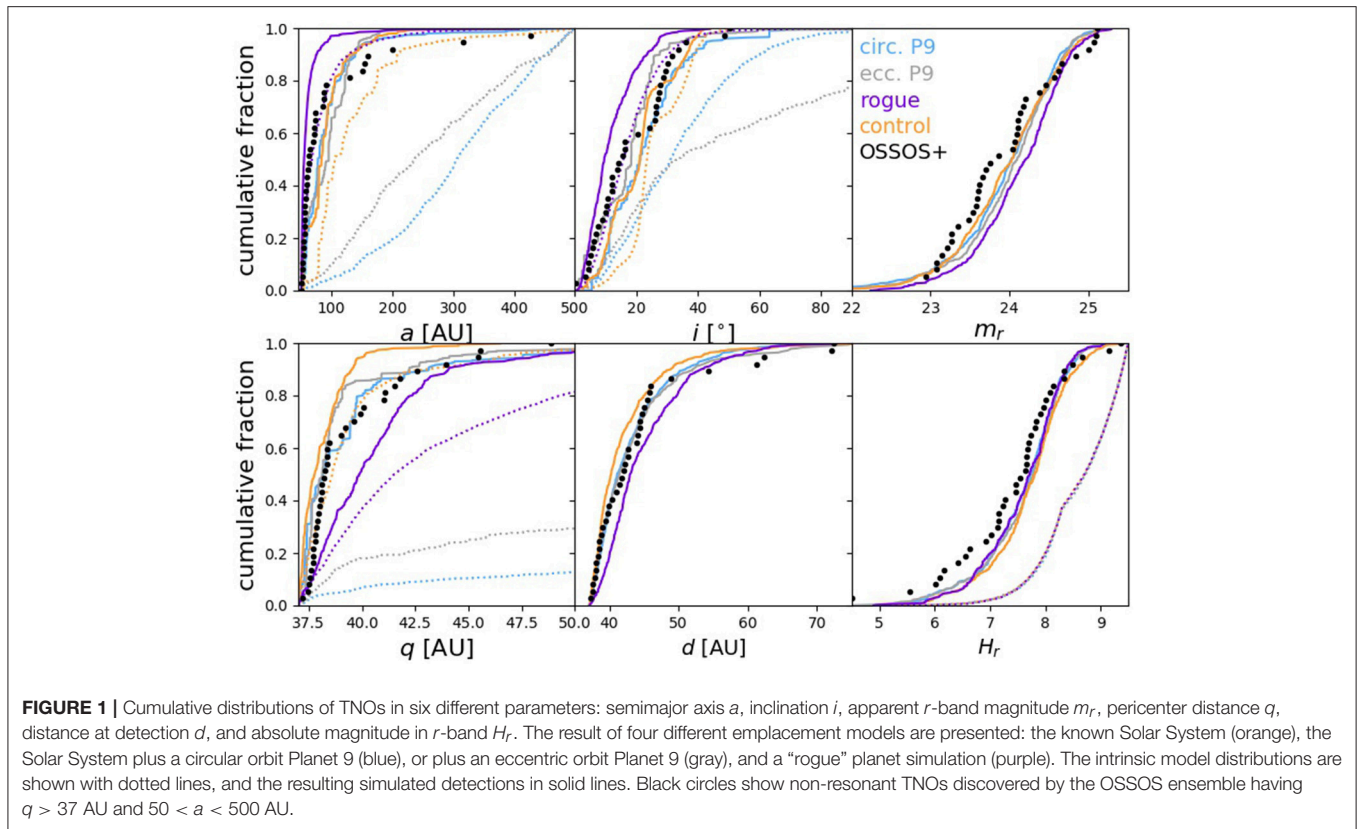 1.0
0.8
0.6
0.4
0.2
0.0
cumulative fraction
100 200 300 400 500
a [AU]
20 40 60 80
i [°]
circ. P9
ecc. P9
rogue
control
OSSOS+
22 23 24 25
m_r
1.0
0.8
0.6
0.4
0.2
0.0
cumulative fraction
37.5 40.0 42.5 45.0 47.5 50.0
q [AU]
40 50 60 70
d [AU]
5 6 7 8 9
H_r
FIGURE 1 | Cumulative distributions of TNOs in six different parameters: semimajor axis a, inclination i, apparent r-band magnitude m_r, pericenter distance q,
distance at detection d, and absolute magnitude in r-band H_r. The result of four different emplacement models are presented: the known Solar System (orange), the
Solar System plus a circular orbit Planet 9 (blue), or plus an eccentric orbit Planet 9 (gray), and a “rogue” planet simulation (purple). The intrinsic model distributions are
shown with dotted lines, and the resulting simulated detections in solid lines. Black circles show non-resonant TNOs discovered by the OSSOS ensemble having
q > 37 AU and 50 < a < 500 AU.